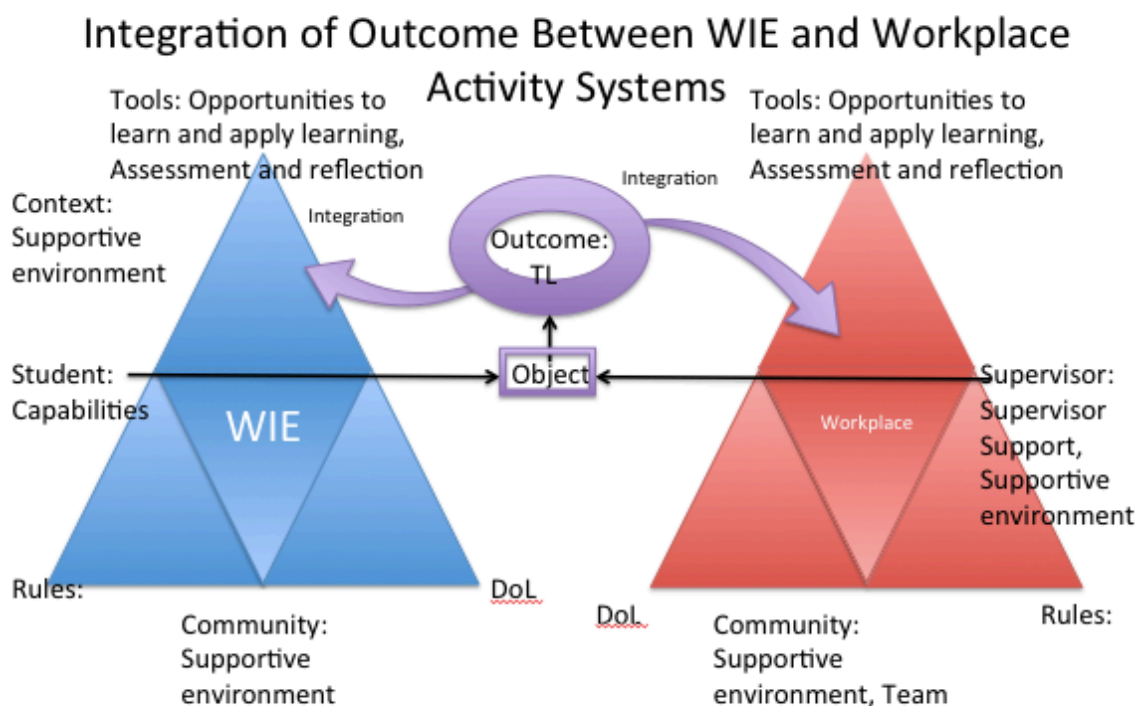 Integration of Outcome Between WIE and Workplace
Activity Systems
Tools: Opportunities to
learn and apply learning,
Assessment and reflection
Tools: Opportunities to
learn and apply learning,
Assessment and reflection
Context:
Supportive
environment
Integration
Integration
Outcome:
TL
Student:
Capabilities
Object
WIE
Workplace
Supervisor:
Supervisor
Support,
Supportive
environment
Rules:
DoL
DoL
Rules:
Community:
Supportive
environment
Community:
Supportive
environment, Team